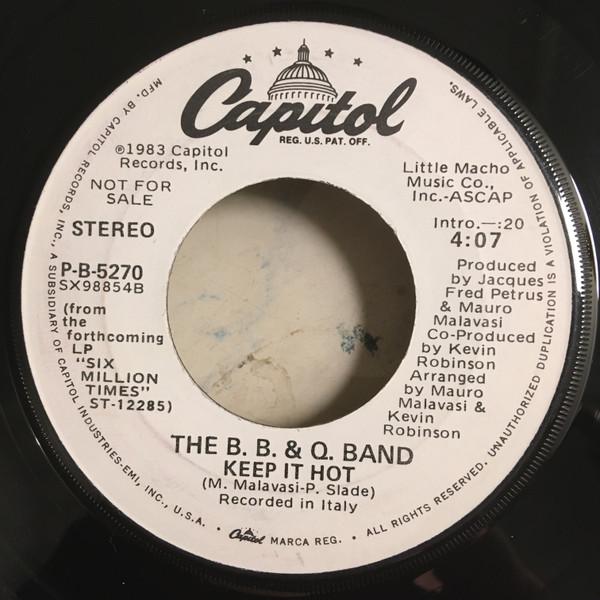 Capitol
REG. U.S. PAT. OFF.
℗1983 Capitol
Records, Inc.
NOT FOR
SALE
STEREO
P-B-5270
SX98854B
(from
the
forthcoming
LP
"SIX
MILLION
TIMES"
ST-12285)
Little Macho
Music Co.,
Inc.-ASCAP
Intro.—:20
4:07
Produced
by Jacques
Fred Petrus
& Mauro
Malavasi
Co-Produced
by Kevin
Robinson
Arranged
by Mauro
Malavasi &
Kevin
Robinson
THE B. B. & Q. BAND
KEEP IT HOT
(M. Malavasi-P. Slade)
Recorded in Italy
MFD. BY CAPITOL RECORDS, INC., A SUBSIDIARY OF CAPITOL INDUSTRIES-EMI, INC., U.S.A. • Capitol MARCA REG. • ALL RIGHTS RESERVED. UNAUTHORIZED DUPLICATION IS A VIOLATION OF APPLICABLE LAWS.